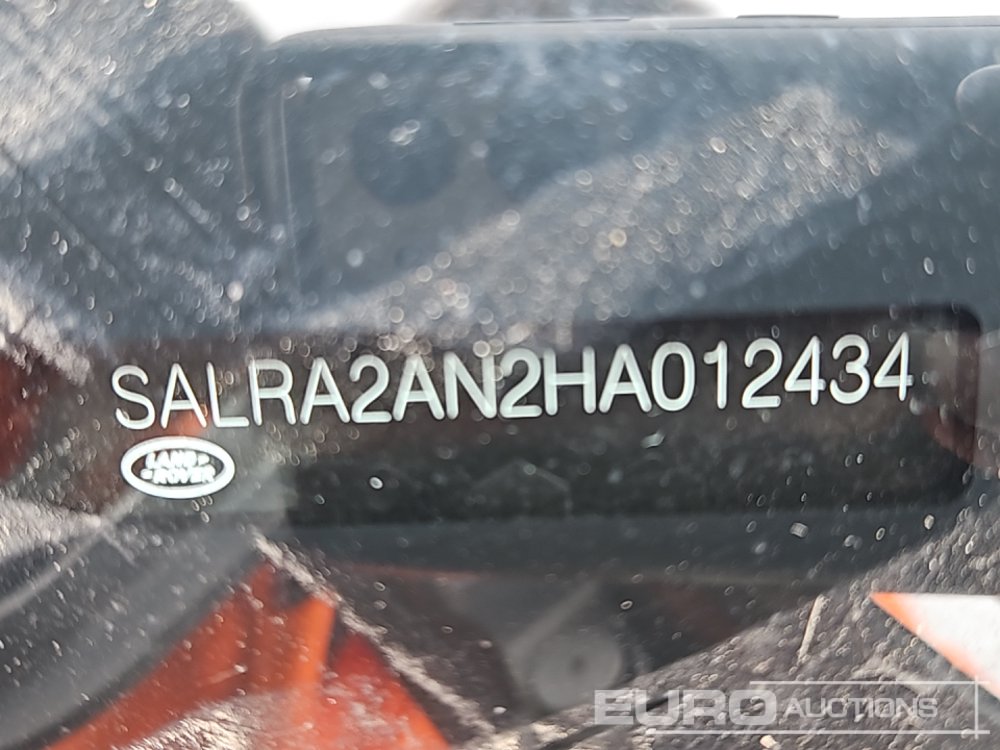 SALRA2AN2HA012434
LAND
ROVER
EURO AUCTIONS